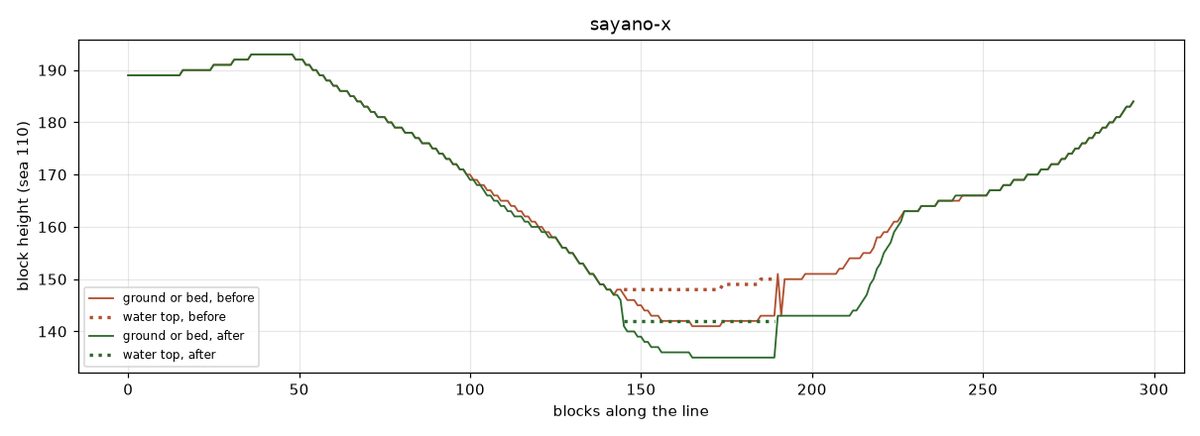 sayano-x
block height (sea 110)
190
180
170
160
150
140
ground or bed, before
water top, before
ground or bed, after
water top, after
0 50 100 150 200 250 300
blocks along the line